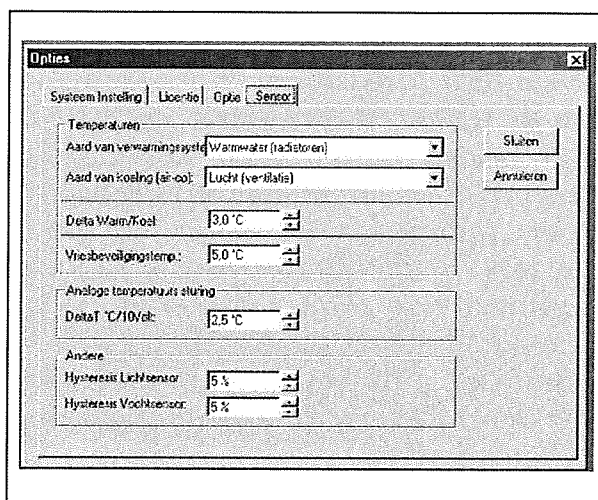 Opties
Systeem Instelling Licentie Optie Sensor
Temperaturen
Aard van verwarmingssyste Warmwater (radiatoren)
Sluiten
Aard van koeling (air-co): Lucht (ventilatie)
Annuleren
Delta Warm/Koel: 3,0 °C
Vriesbeveiligingstemp.: 5,0 °C
Analoge temperatuurs sturing
DeltaT °C/10Volt: 2,5 °C
Andere
Hysteresis Lichtsensor: 5 %
Hysteresis Vochtsensor: 5 %